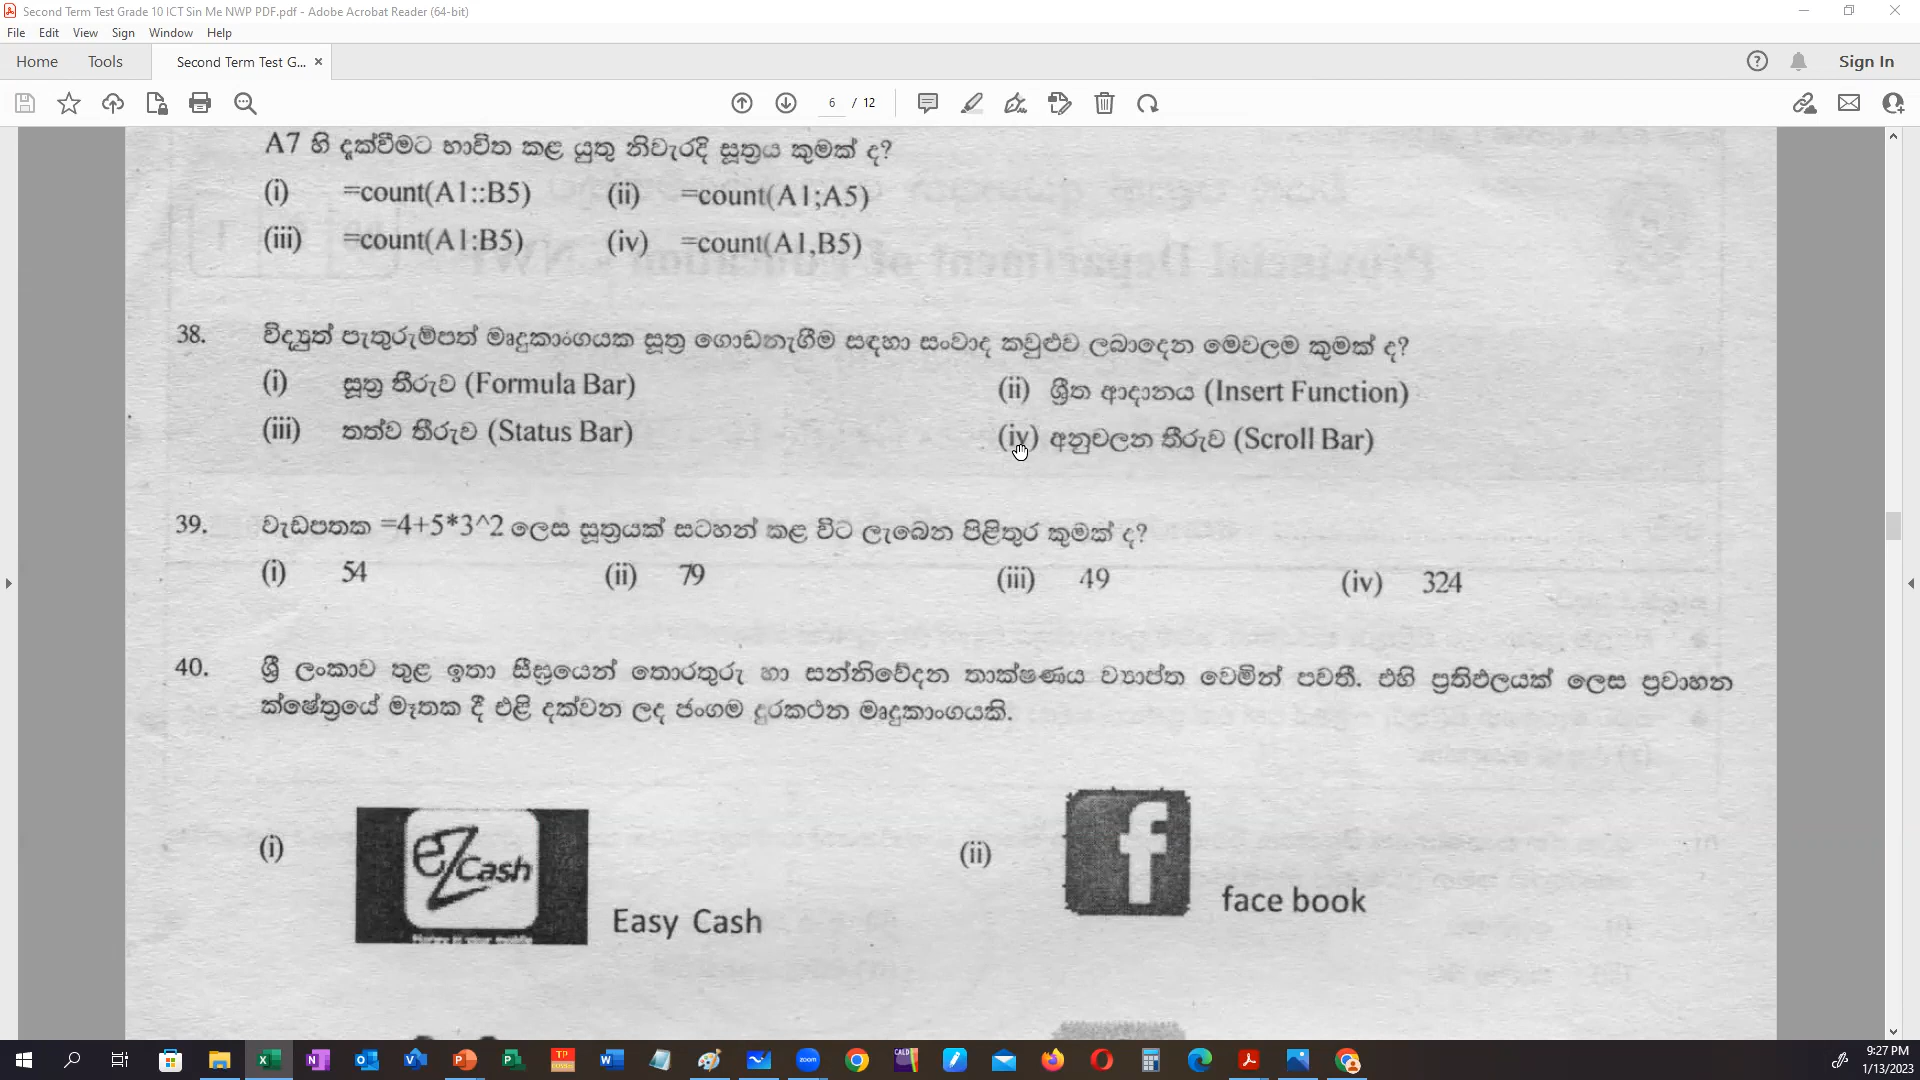 Second Term Test Grade 10 ICT Sin Me NWP PDF.pdf - Adobe Acrobat Reader (64-bit)
File Edit View Sign Window Help
Home Tools Second Term Test G... × Sign In
6 / 12
A7 හි දැක්වීමට භාවිත කළ යුතු නිවැරදි සූත්‍රය කුමක් ද?
(i) =count(A1::B5) (ii) =count(A1;A5)
(iii) =count(A1:B5) (iv) =count(A1,B5)
38. විද්‍යුත් පැතුරුම්පත් මෘදුකාංගයක සූත්‍ර ගොඩනැගීම සඳහා සංවාද කවුළුව ලබාදෙන මෙවලම කුමක් ද?
(i) සූත්‍ර තීරුව (Formula Bar) (ii) ශ්‍රිත ආදානය (Insert Function)
(iii) තත්ව තීරුව (Status Bar) (iv) අනුචලන තීරුව (Scroll Bar)
39. වැඩපතක =4+5*3^2 ලෙස සූත්‍රයක් සටහන් කළ විට ලැබෙන පිළිතුර කුමක් ද?
(i) 54 (ii) 79 (iii) 49 (iv) 324
40. ශ්‍රී ලංකාව තුළ ඉතා සීඝ්‍රයෙන් තොරතුරු හා සන්නිවේදන තාක්ෂණය ව්‍යාප්ත වෙමින් පවතී. එහි ප්‍රතිඵලයක් ලෙස ප්‍රවාහන
ක්ෂේත්‍රයේ මෑතක දී එළි දක්වන ලද ජංගම දුරකථන මෘදුකාංගයකි.
(i) eZ Cash Easy Cash (ii) f face book
9:27 PM
1/13/2023